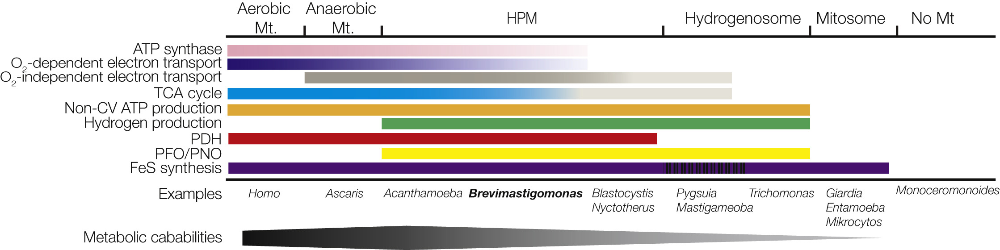 Aerobic Mt.
Anaerobic Mt.
HPM
Hydrogenosome
Mitosome
No Mt
ATP synthase
O2-dependent electron transport
O2-independent electron transport
TCA cycle
Non-CV ATP production
Hydrogen production
PDH
PFO/PNO
FeS synthesis
Examples
Homo
Ascaris
Acanthamoeba
Brevimastigomonas
Blastocystis
Nyctotherus
Pygsuia
Mastigameoba
Trichomonas
Giardia
Entamoeba
Mikrocytos
Monoceromonoides
Metabolic cababilities